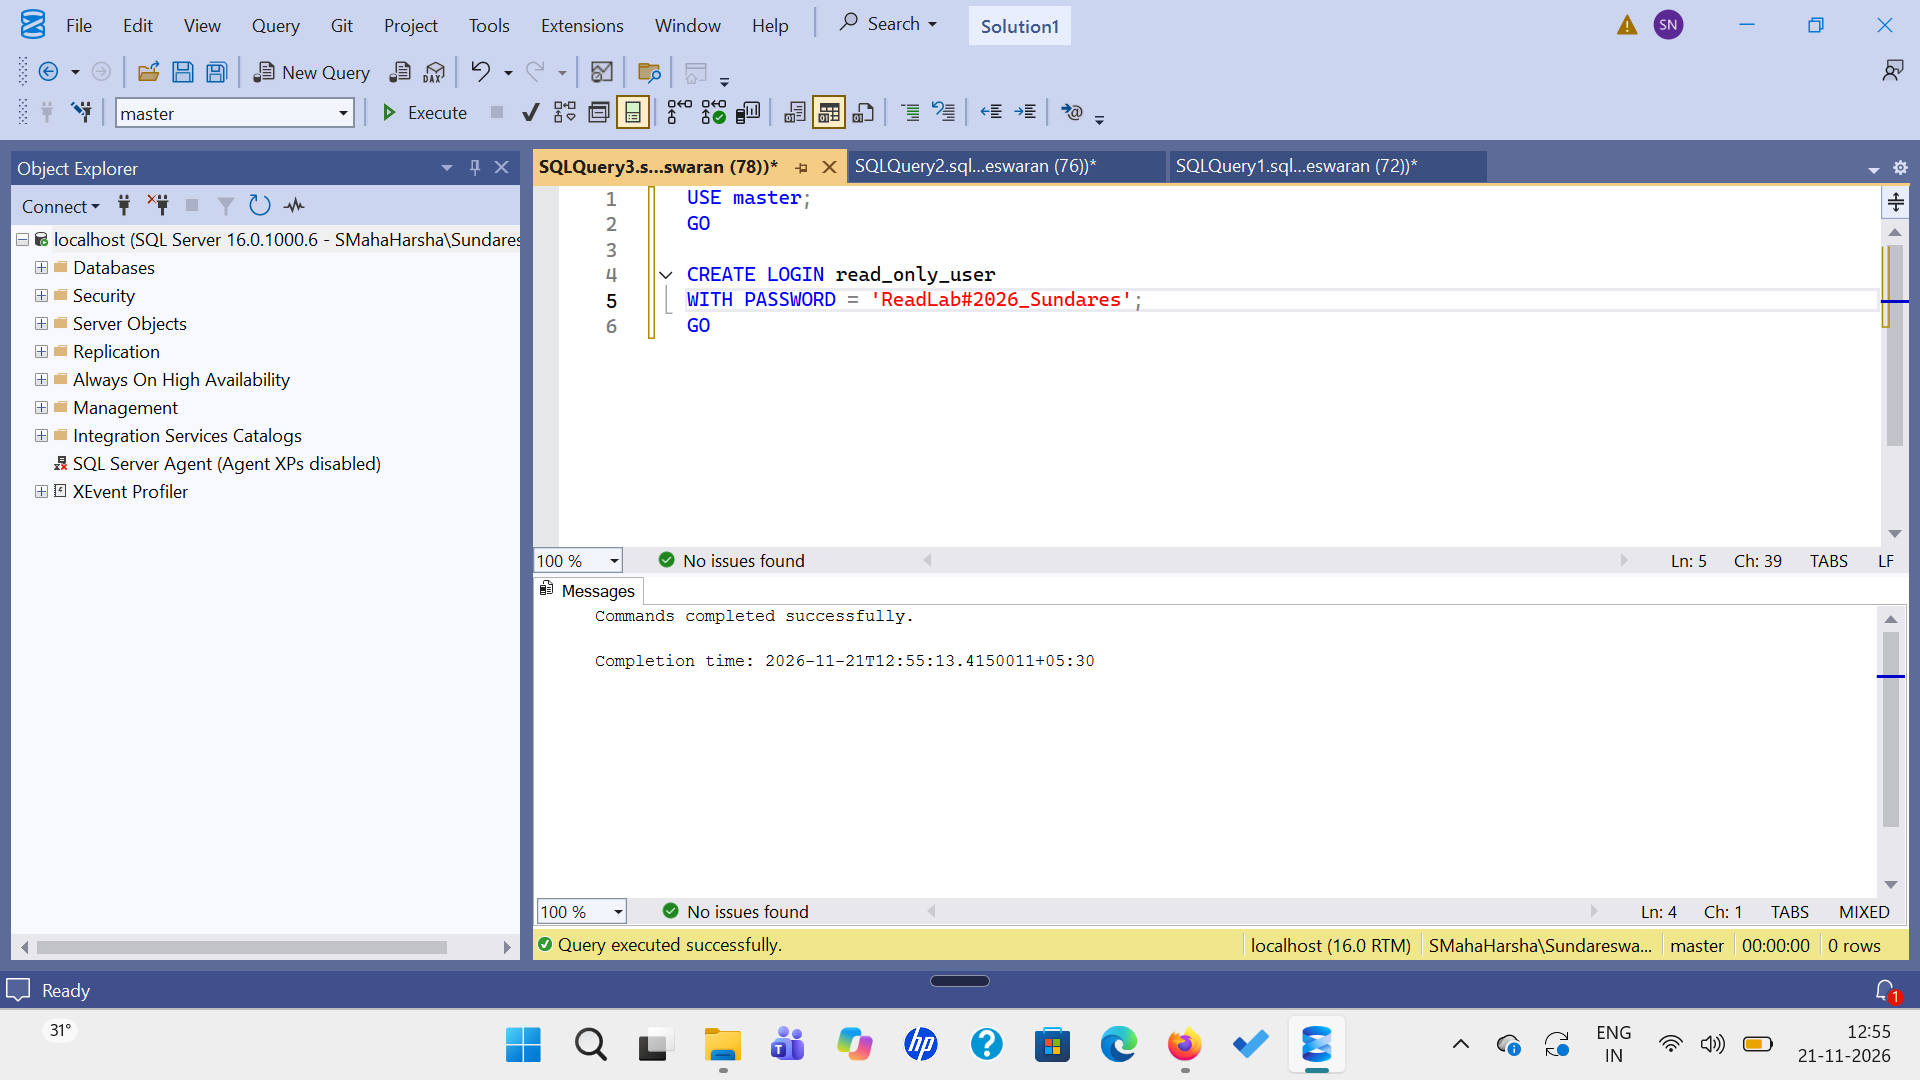 File Edit View Query Git Project Tools Extensions Window Help Search Solution1 SN
New Query DAX
master Execute
Object Explorer
Connect
localhost (SQL Server 16.0.1000.6 - SMahaHarsha\Sundares
Databases
Security
Server Objects
Replication
Always On High Availability
Management
Integration Services Catalogs
SQL Server Agent (Agent XPs disabled)
XEvent Profiler
SQLQuery3.s...swaran (78))* SQLQuery2.sql...eswaran (76))* SQLQuery1.sql...eswaran (72))*
1 USE master;
2 GO
3
4 CREATE LOGIN read_only_user
5 WITH PASSWORD = 'ReadLab#2026_Sundares';
6 GO
100 % No issues found Ln: 5 Ch: 39 TABS LF
Messages
Commands completed successfully.
Completion time: 2026-11-21T12:55:13.4150011+05:30
100 % No issues found Ln: 4 Ch: 1 TABS MIXED
Query executed successfully. localhost (16.0 RTM) SMahaHarsha\Sundareswa... master 00:00:00 0 rows
Ready 1
31°
hp
ENG
IN
12:55
21-11-2026